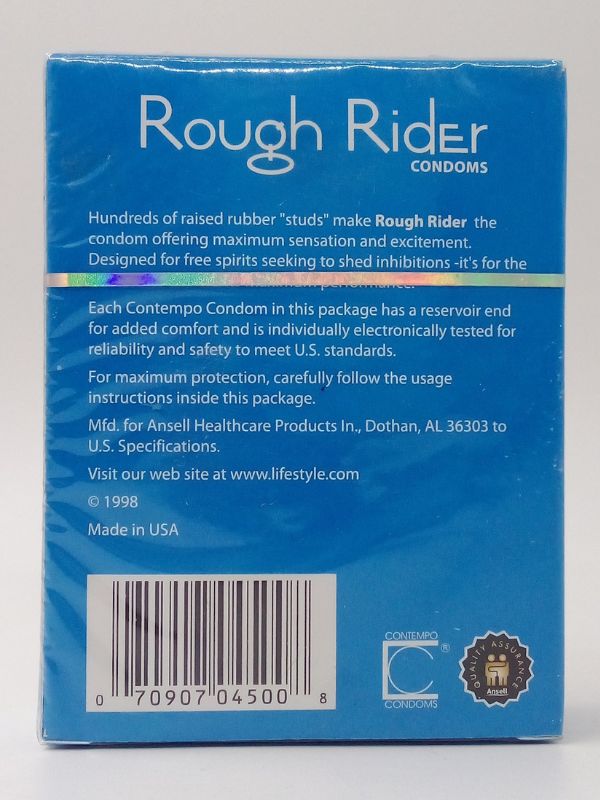 Rough Rider
CONDOMS
Hundreds of raised rubber "studs" make Rough Rider the
condom offering maximum sensation and excitement.
Designed for free spirits seeking to shed inhibitions -it's for the
performance.
Each Contempo Condom in this package has a reservoir end
for added comfort and is individually electronically tested for
reliability and safety to meet U.S. standards.
For maximum protection, carefully follow the usage
instructions inside this package.
Mfd. for Ansell Healthcare Products In., Dothan, AL 36303 to
U.S. Specifications.
Visit our web site at www.lifestyle.com
© 1998
Made in USA
0 70907 04500 8
CONTEMPO
®
CONDOMS
QUALITY ASSURANCE
Ansell